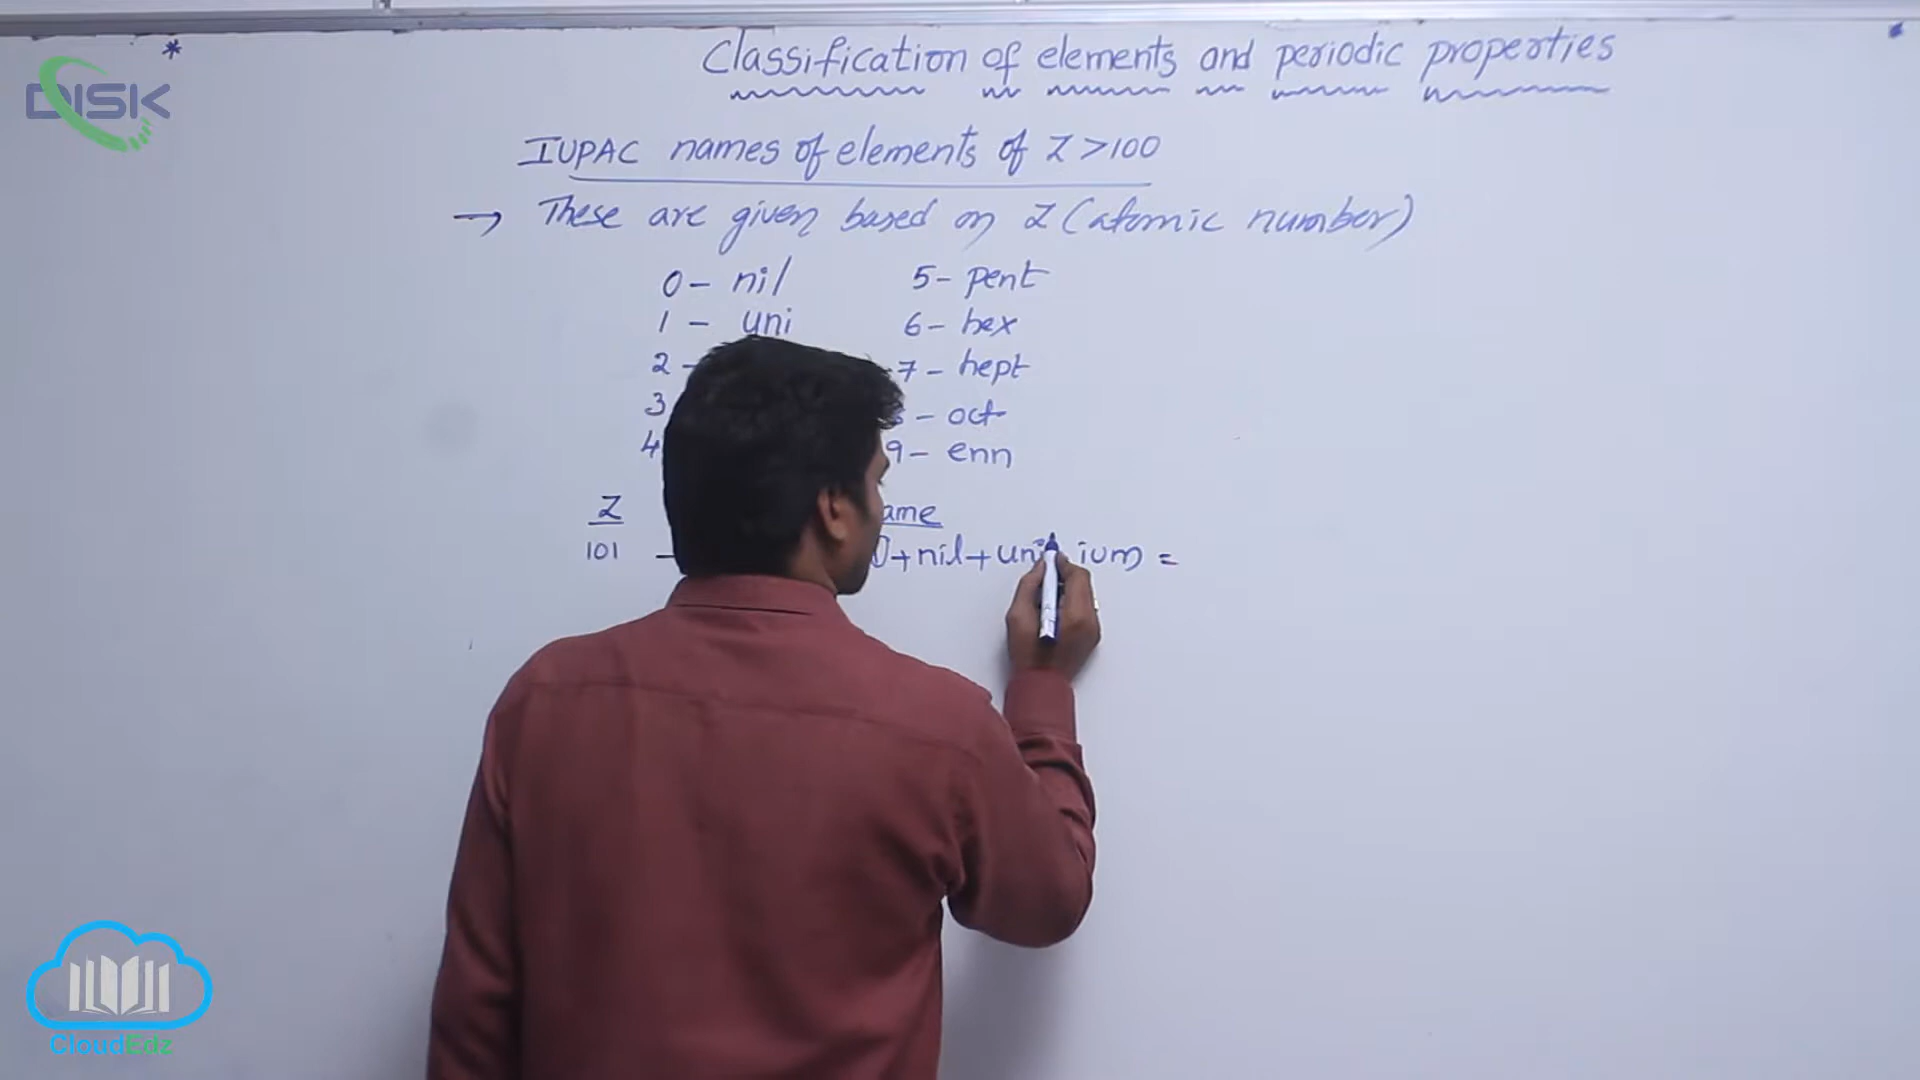 DISK
Classification of elements and periodic properties
IUPAC names of elements of Z >100
→ These are given based on Z (atomic number)
0 – nil 5 – pent
1 – uni 6 – hex
2 – 7 – hept
3 – oct
4 9 – enn
Z
101 – +nil+uni ium =
CloudEdz